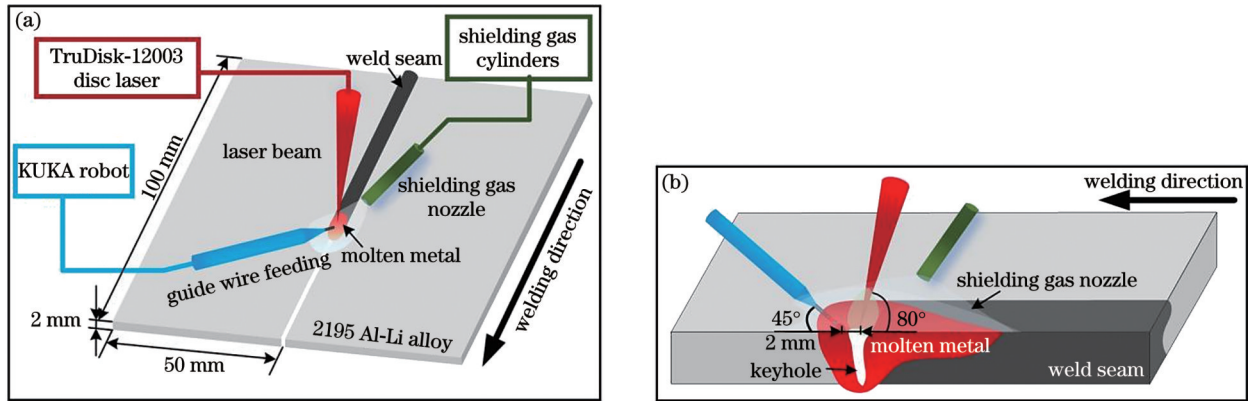 (a)
TruDisk-12003
disc laser
weld seam
shielding gas
cylinders
laser beam
KUKA robot
100 mm
shielding gas
nozzle
molten metal
guide wire feeding
welding direction
2 mm
50 mm
2195 Al-Li alloy
(b)
welding direction
shielding gas nozzle
45°
80°
2 mm
molten metal
keyhole
weld seam